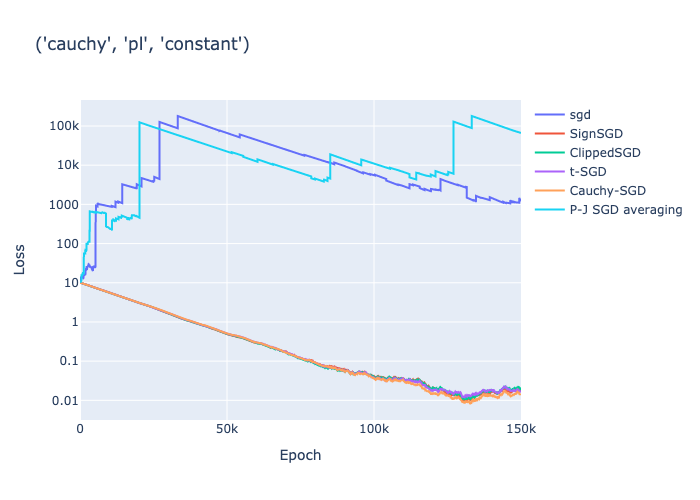 ('cauchy', 'pl', 'constant')
100k
10k
1000
100
10
1
0.1
0.01
Loss
0
50k
100k
150k
Epoch
sgd
SignSGD
ClippedSGD
t-SGD
Cauchy-SGD
P-J SGD averaging